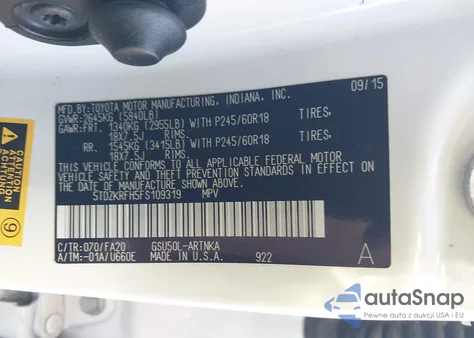 MFD. BY: TOYOTA MOTOR MANUFACTURING, INDIANA, INC. 09/15
GVWR: 2645KG (5840LB)
GAWR: FRT. 1340KG (2955LB) WITH P245/60R18 TIRES,
18X7.5J RIMS,
RR. 1545KG (3415LB) WITH P245/60R18 TIRES,
18X7.5J RIMS,
THIS VEHICLE CONFORMS TO ALL APPLICABLE FEDERAL MOTOR
VEHICLE SAFETY AND THEFT PREVENTION STANDARDS IN EFFECT
ON THE DATE OF MANUFACTURE SHOWN ABOVE.
5TDZKRFH5FS109319 MPV
C/TR: 070/FA20 GSU50L-ARTNKA
A/TM: -01A/U660E MADE IN U.S.A. 922 A
CAUTION
ATTENTION
9
autoSnap
Auta z aukcji USA i EU